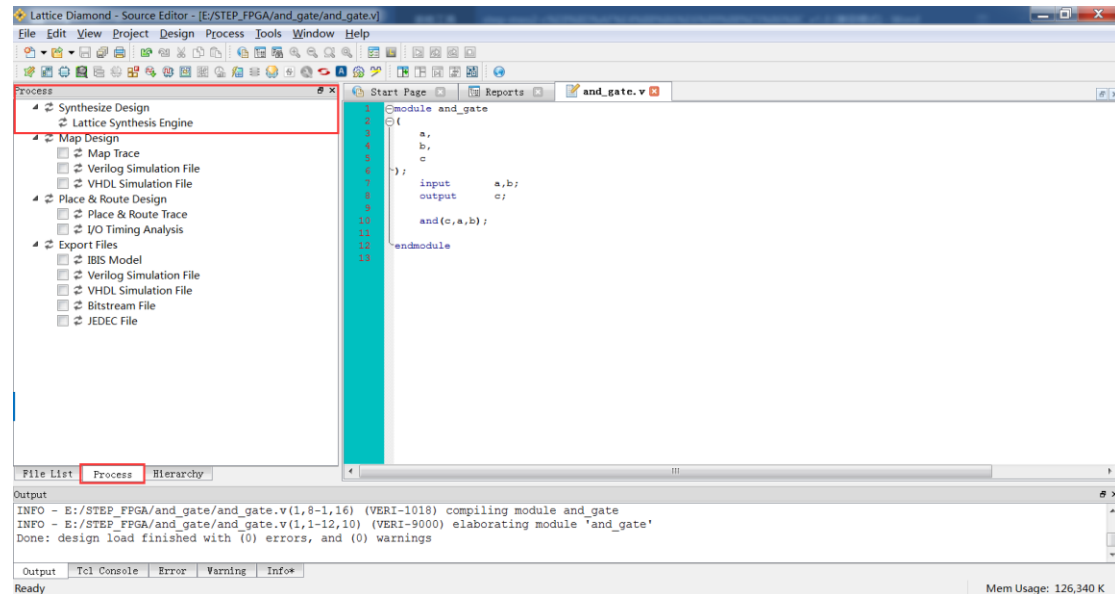 Lattice Diamond - Source Editor - [E:/STEP_FPGA/and_gate/and_gate.v]
File Edit View Project Design Process Tools Window Help
Process
Start Page Reports and_gate.v
Synthesize Design
Lattice Synthesis Engine
Map Design
Map Trace
Verilog Simulation File
VHDL Simulation File
Place & Route Design
Place & Route Trace
I/O Timing Analysis
Export Files
IBIS Model
Verilog Simulation File
VHDL Simulation File
Bitstream File
JEDEC File
1 module and_gate
2 (
3 a,
4 b,
5 c
6 );
7 input a,b;
8 output c;
9
10 and(c,a,b);
11
12 endmodule
13
File List Process Hierarchy
Output
INFO - E:/STEP_FPGA/and_gate/and_gate.v(1,8-1,16) (VERI-1018) compiling module and_gate
INFO - E:/STEP_FPGA/and_gate/and_gate.v(1,1-12,10) (VERI-9000) elaborating module 'and_gate'
Done: design load finished with (0) errors, and (0) warnings
Output Tcl Console Error Warning Info*
Ready Mem Usage: 126,340 K